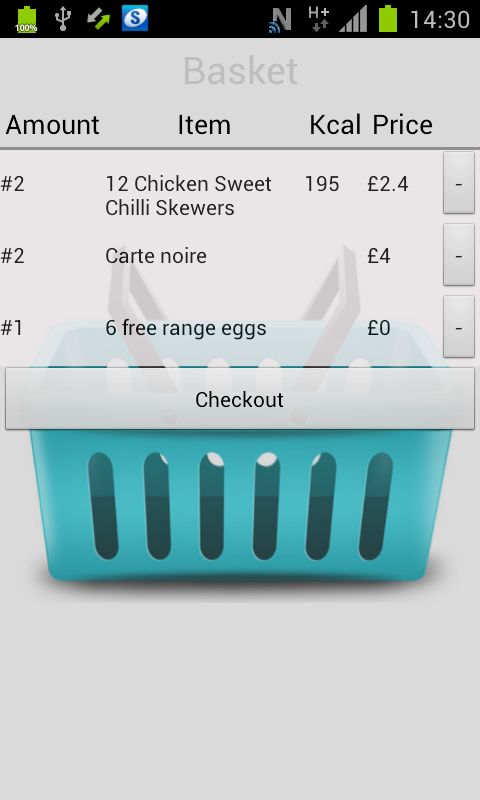 100%
H+
14:30
Basket
Amount Item Kcal Price
#2 12 Chicken Sweet 195 £2.4 -
Chilli Skewers
#2 Carte noire £4 -
#1 6 free range eggs £0 -
Checkout